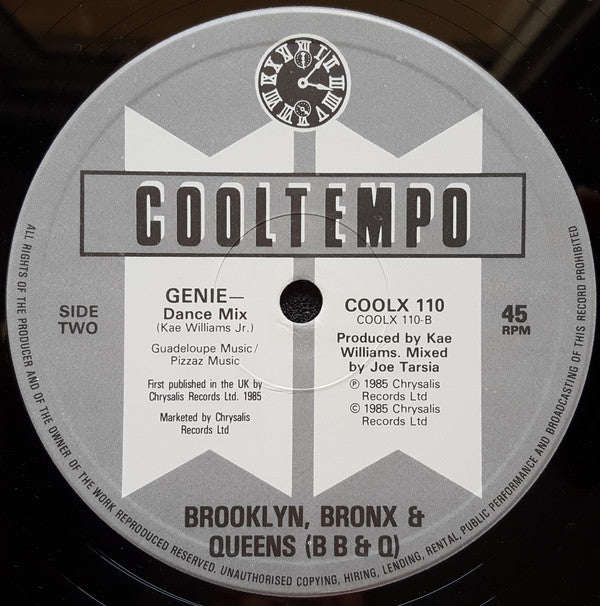 COOLTEMPO
SIDE
TWO
GENIE—
Dance Mix
(Kae Williams Jr.)
Guadeloupe Music/
Pizzaz Music
First published in the UK by
Chrysalis Records Ltd. 1985
Marketed by Chrysalis
Records Ltd
COOLX 110
COOLX 110-B
Produced by Kae
Williams. Mixed
by Joe Tarsia
℗ 1985 Chrysalis
Records Ltd
© 1985 Chrysalis
Records Ltd
45
RPM
BROOKLYN, BRONX &
QUEENS (B B & Q)
ALL RIGHTS OF THE PRODUCER AND OF THE OWNER OF THE WORK REPRODUCED RESERVED. UNAUTHORISED COPYING, HIRING, LENDING, RENTAL, PUBLIC PERFORMANCE AND BROADCASTING OF THIS RECORD PROHIBITED